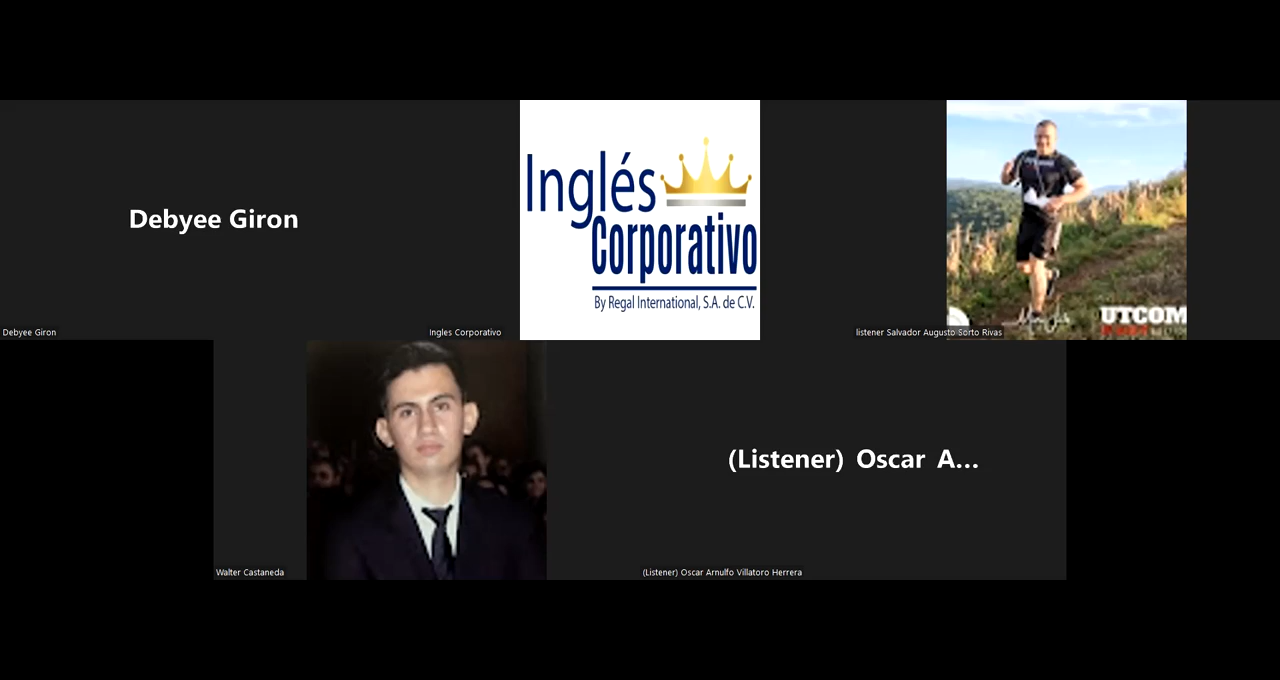 Debyee Giron
Debyee Giron
Inglés
Corporativo
By Regal International, S.A. de C.V.
Ingles Corporativo
UTCOM
listener Salvador Augusto Sorto Rivas
Walter Castaneda
(Listener) Oscar A...
(Listener) Oscar Arnulfo Villatoro Herrera